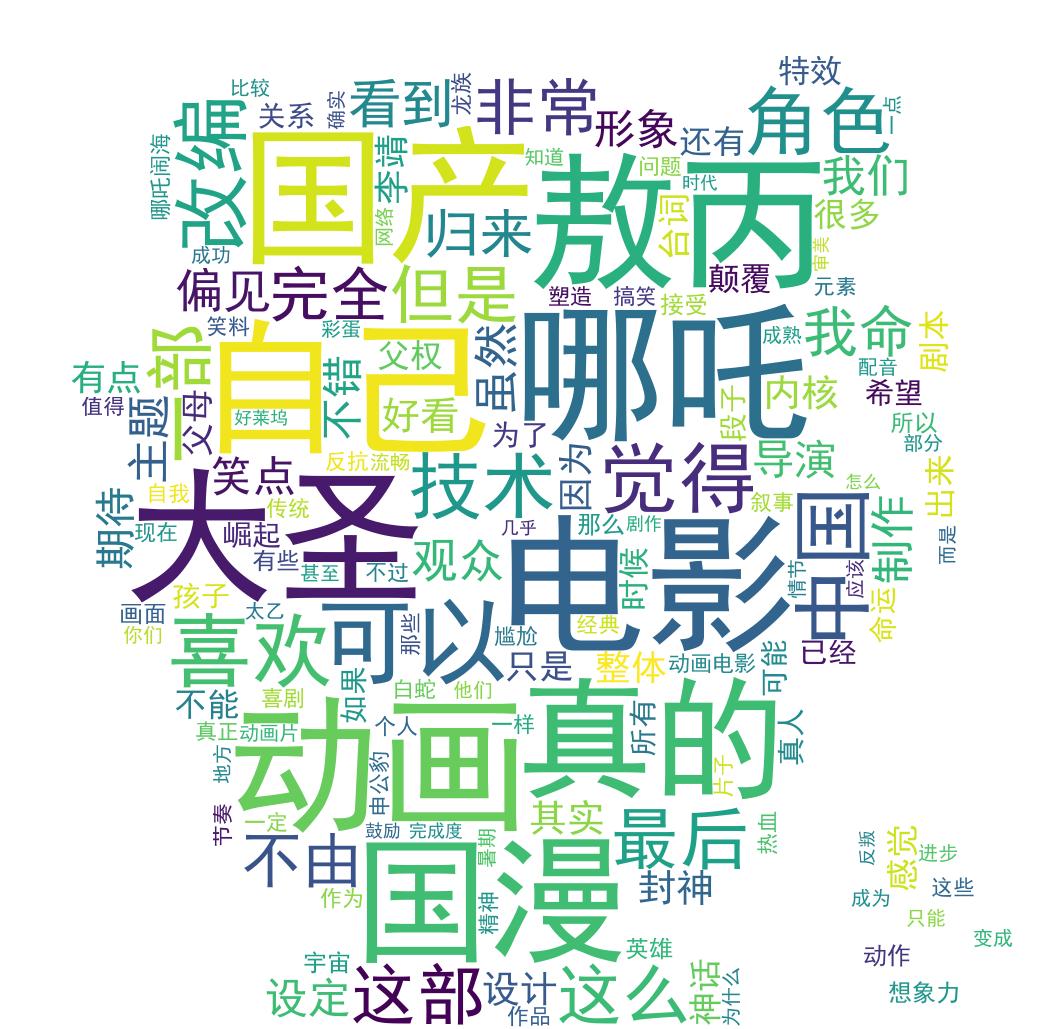 特效
比较
看到
龙族
非常
角色
一点
改编
关系
确实
形象
还有
国产
李靖
知道
敖丙
问题
我们
哪吒闹海
网络
归来
台词
时代
很多
成功
审美
偏见
完全
但是
塑造
搞笑
接受
颠覆
元素
笑料
彩蛋
一部
自己
不错
父权
虽然
哪吒
成熟
我命
剧本
有点
配音
值得
主题
父母
好莱坞
好看
为了
段子
内核
希望
所以
部分
笑点
反抗
流畅
技术
因为
觉得
导演
怎么
期待
自我
大圣
传统
叙事
出来
现在
崛起
几乎
那么
剧作
中国
制作
有些
甚至
不过
观众
电影
时候
情节
应该
而是
画面
孩子
太乙
可以
那些
尴尬
经典
命运
你们
喜欢
只是
整体
动画电影
可能
已经
不能
喜剧
如果
白蛇
他们
真的
所有
真人
真正
动画片
动画
个人
一样
地方
申公豹
片子
节奏
一定
鼓励
完成度
其实
最后
热血
不由
国漫
暑期
封神
反叛
感觉
进步
作为
精神
成为
这些
只能
英雄
变成
宇宙
动作
设定
这部
设计
这么
神话
为什么
想象力
作品